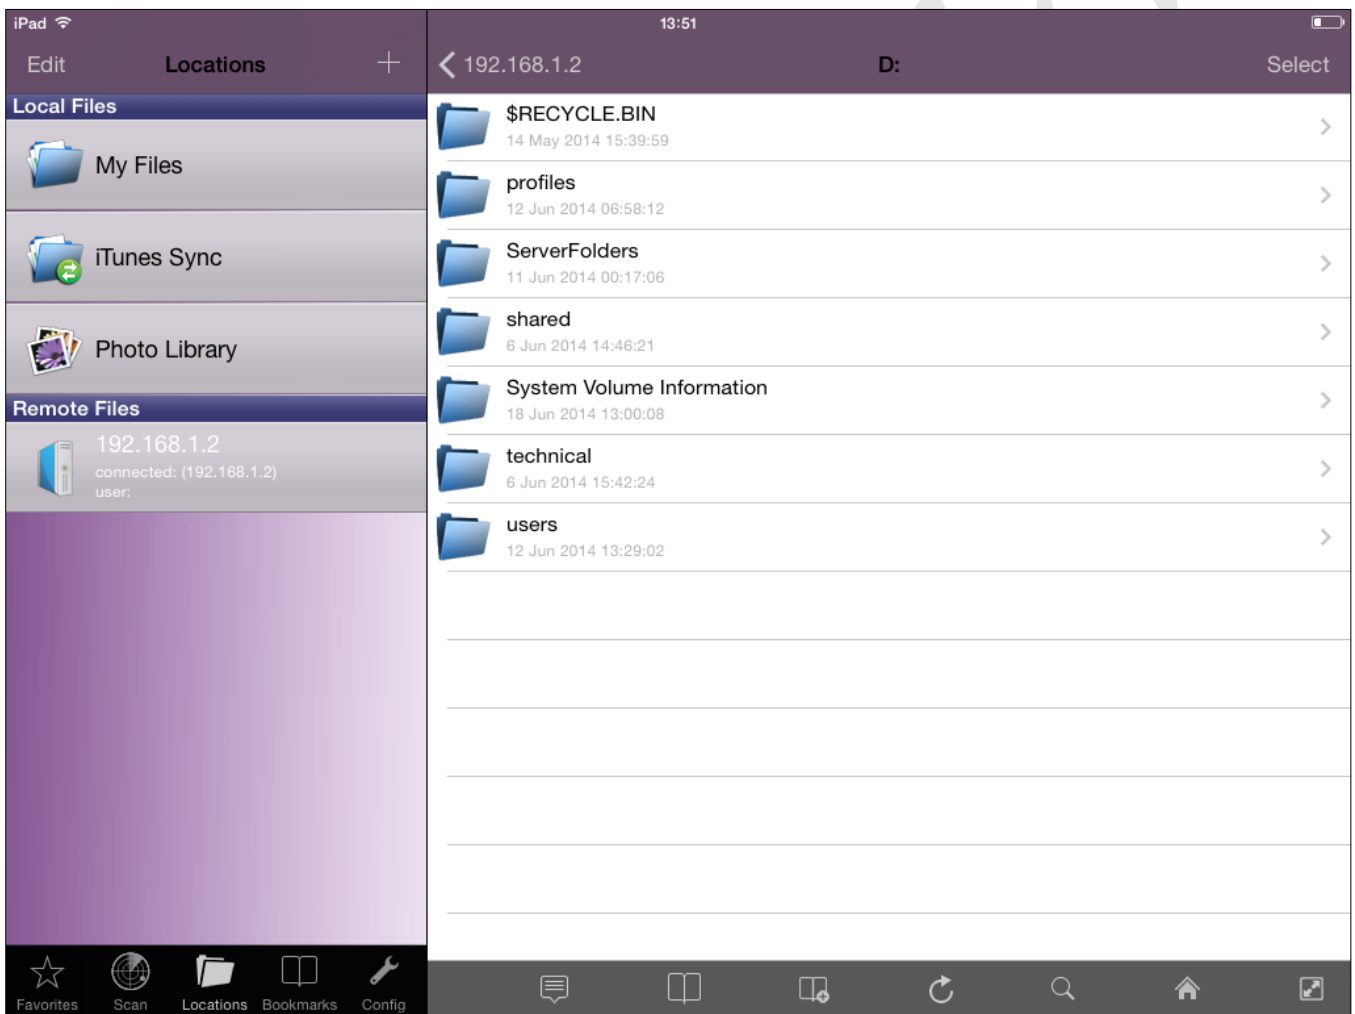 iPad
13:51
Edit
Locations
192.168.1.2
D:
Select
Local Files
My Files
iTunes Sync
Photo Library
Remote Files
192.168.1.2
connected: (192.168.1.2)
user:
$RECYCLE.BIN
14 May 2014 15:39:59
profiles
12 Jun 2014 06:58:12
ServerFolders
11 Jun 2014 00:17:06
shared
6 Jun 2014 14:46:21
System Volume Information
18 Jun 2014 13:00:08
technical
6 Jun 2014 15:42:24
users
12 Jun 2014 13:29:02
Favorites
Scan
Locations
Bookmarks
Config